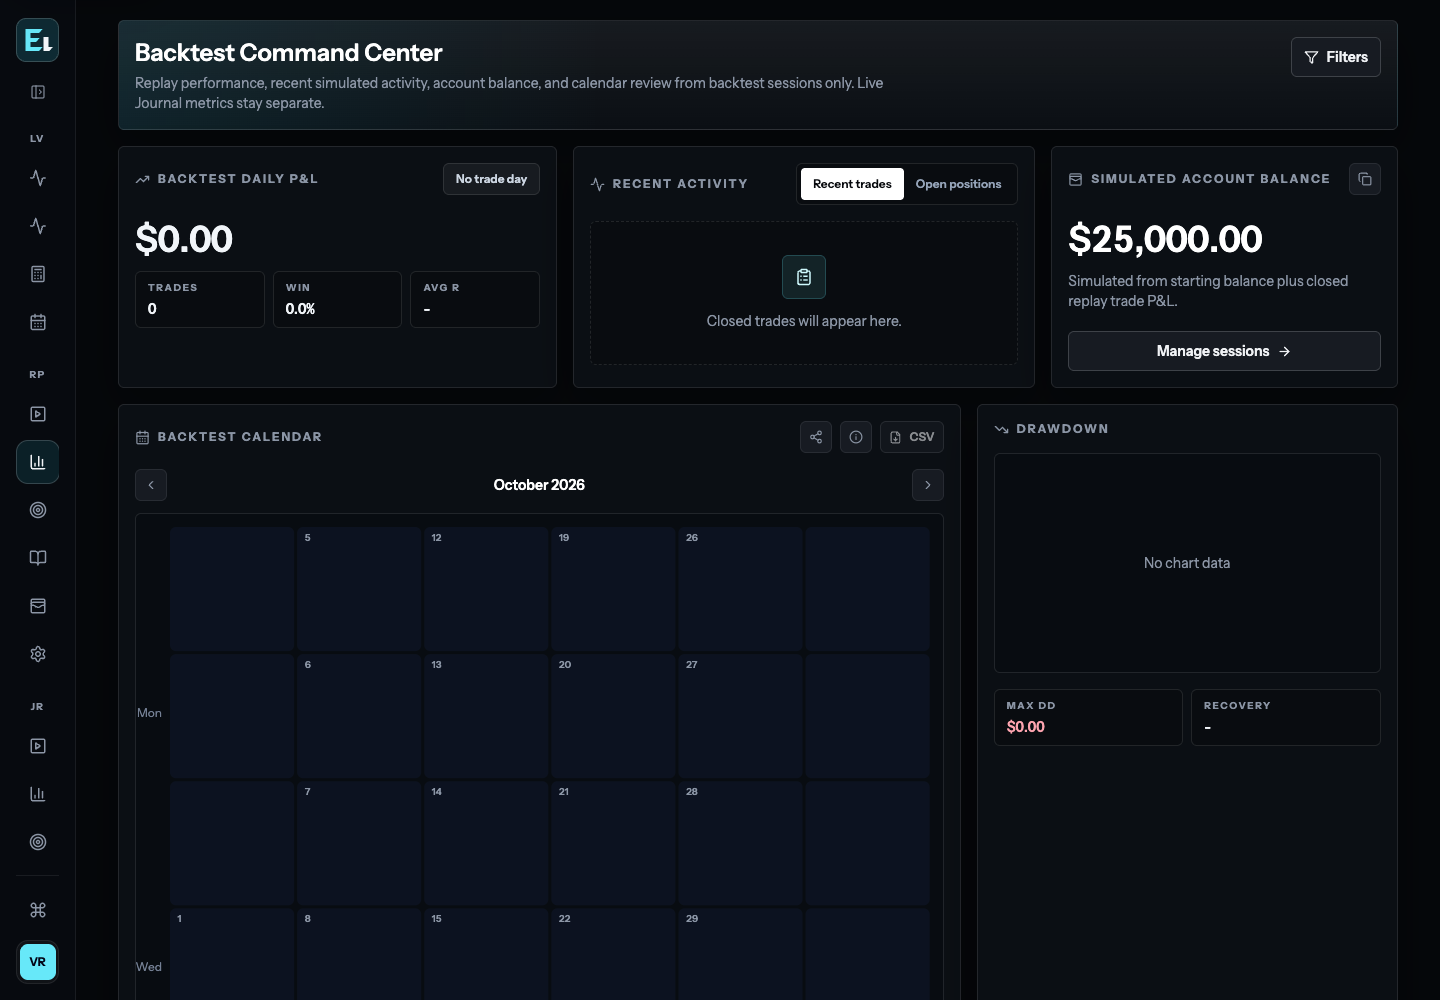 LV
RP
JR
VR
Backtest Command Center
Replay performance, recent simulated activity, account balance, and calendar review from backtest sessions only. Live
Journal metrics stay separate.
Filters
BACKTEST DAILY P&L
No trade day
$0.00
TRADES
0
WIN
0.0%
AVG R
-
RECENT ACTIVITY
Recent trades
Open positions
Closed trades will appear here.
SIMULATED ACCOUNT BALANCE
$25,000.00
Simulated from starting balance plus closed
replay trade P&L.
Manage sessions
BACKTEST CALENDAR
CSV
October 2026
5 12 19 26
6 13 20 27
Mon
7 14 21 28
1 8 15 22 29
Wed
DRAWDOWN
No chart data
MAX DD
$0.00
RECOVERY
-